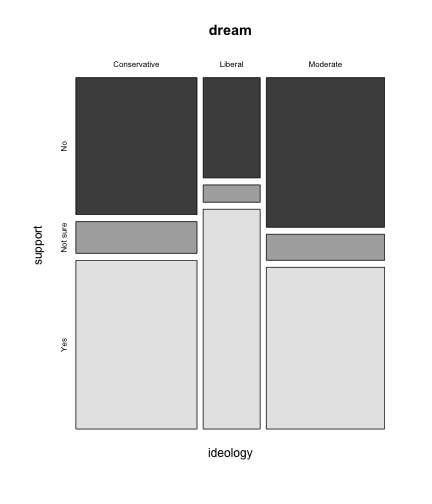 dream
Conservative
Liberal
Moderate
No
Not sure
Yes
support
ideology